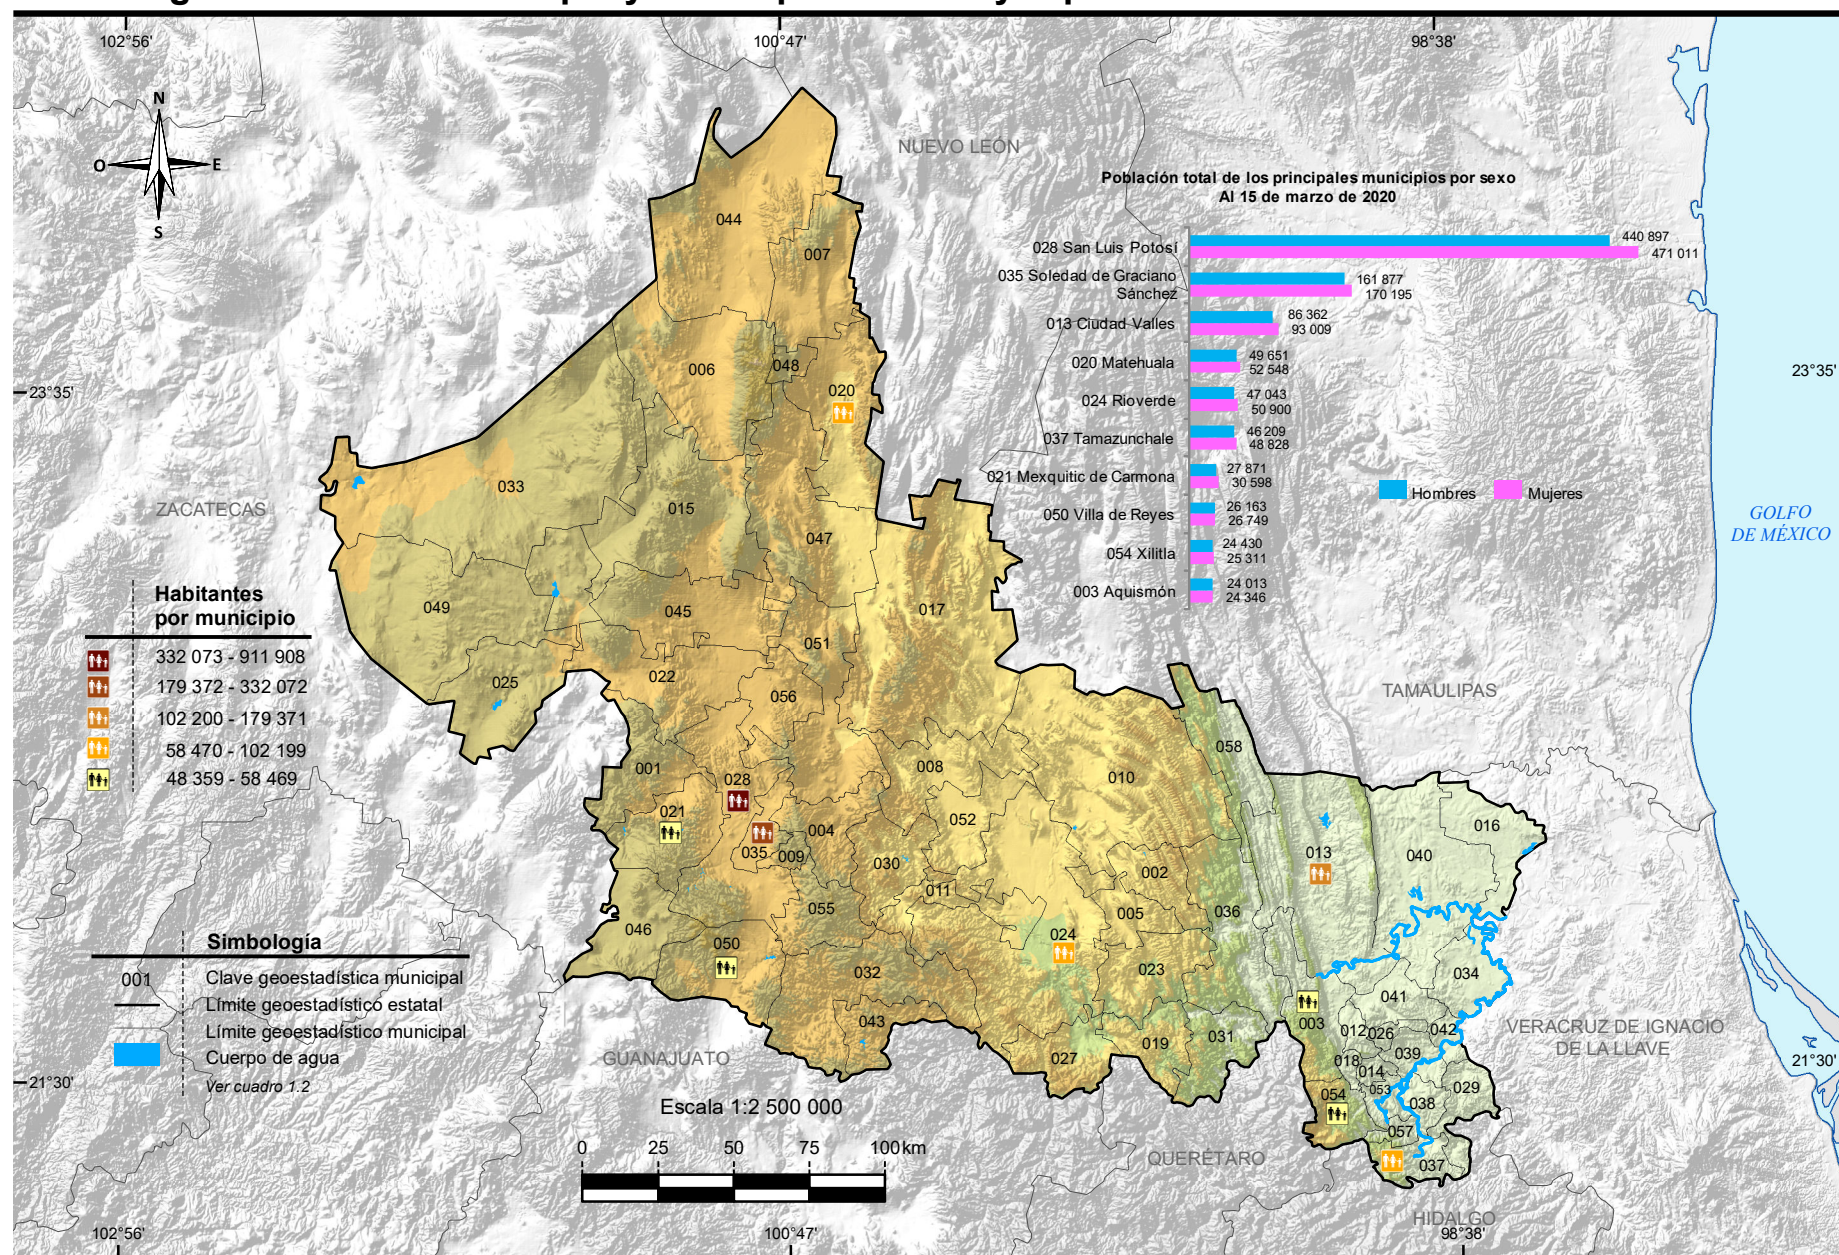 102°56'
100°47'
98°38'
N
O
E
S
NUEVO LEÓN
Población total de los principales municipios por sexo
Al 15 de marzo de 2020
028 San Luis Potosí
440 897
471 011
035 Soledad de Graciano
Sánchez
161 877
170 195
013 Ciudad Valles
86 362
93 009
020 Matehuala
49 651
52 548
024 Rioverde
47 043
50 900
037 Tamazunchale
46 209
48 828
021 Mexquitic de Carmona
27 871
30 598
050 Villa de Reyes
26 163
26 749
054 Xilitla
24 430
25 311
003 Aquismón
24 013
24 346
Hombres
Mujeres
GOLFO
DE MÉXICO
23°35'
23°35'
ZACATECAS
TAMAULIPAS
044
007
006
048
020
033
015
047
049
045
017
051
025
022
056
058
001
028
008
010
021
052
016
004
035
009
030
013
040
002
011
055
005
036
046
050
024
032
023
034
041
003
043
012
026
042
031
019
027
018
039
014
053
029
054
038
057
037
Habitantes
por municipio
332 073 - 911 908
179 372 - 332 072
102 200 - 179 371
58 470 - 102 199
48 359 - 58 469
Simbología
001
Clave geoestadística municipal
Límite geoestadístico estatal
Límite geoestadístico municipal
Cuerpo de agua
Ver cuadro 1.2
GUANAJUATO
VERACRUZ DE IGNACIO
DE LA LLAVE
21°30'
21°30'
QUERÉTARO
HIDALGO
Escala 1:2 500 000
0
25
50
75
100 km
102°56'
100°47'
98°38'